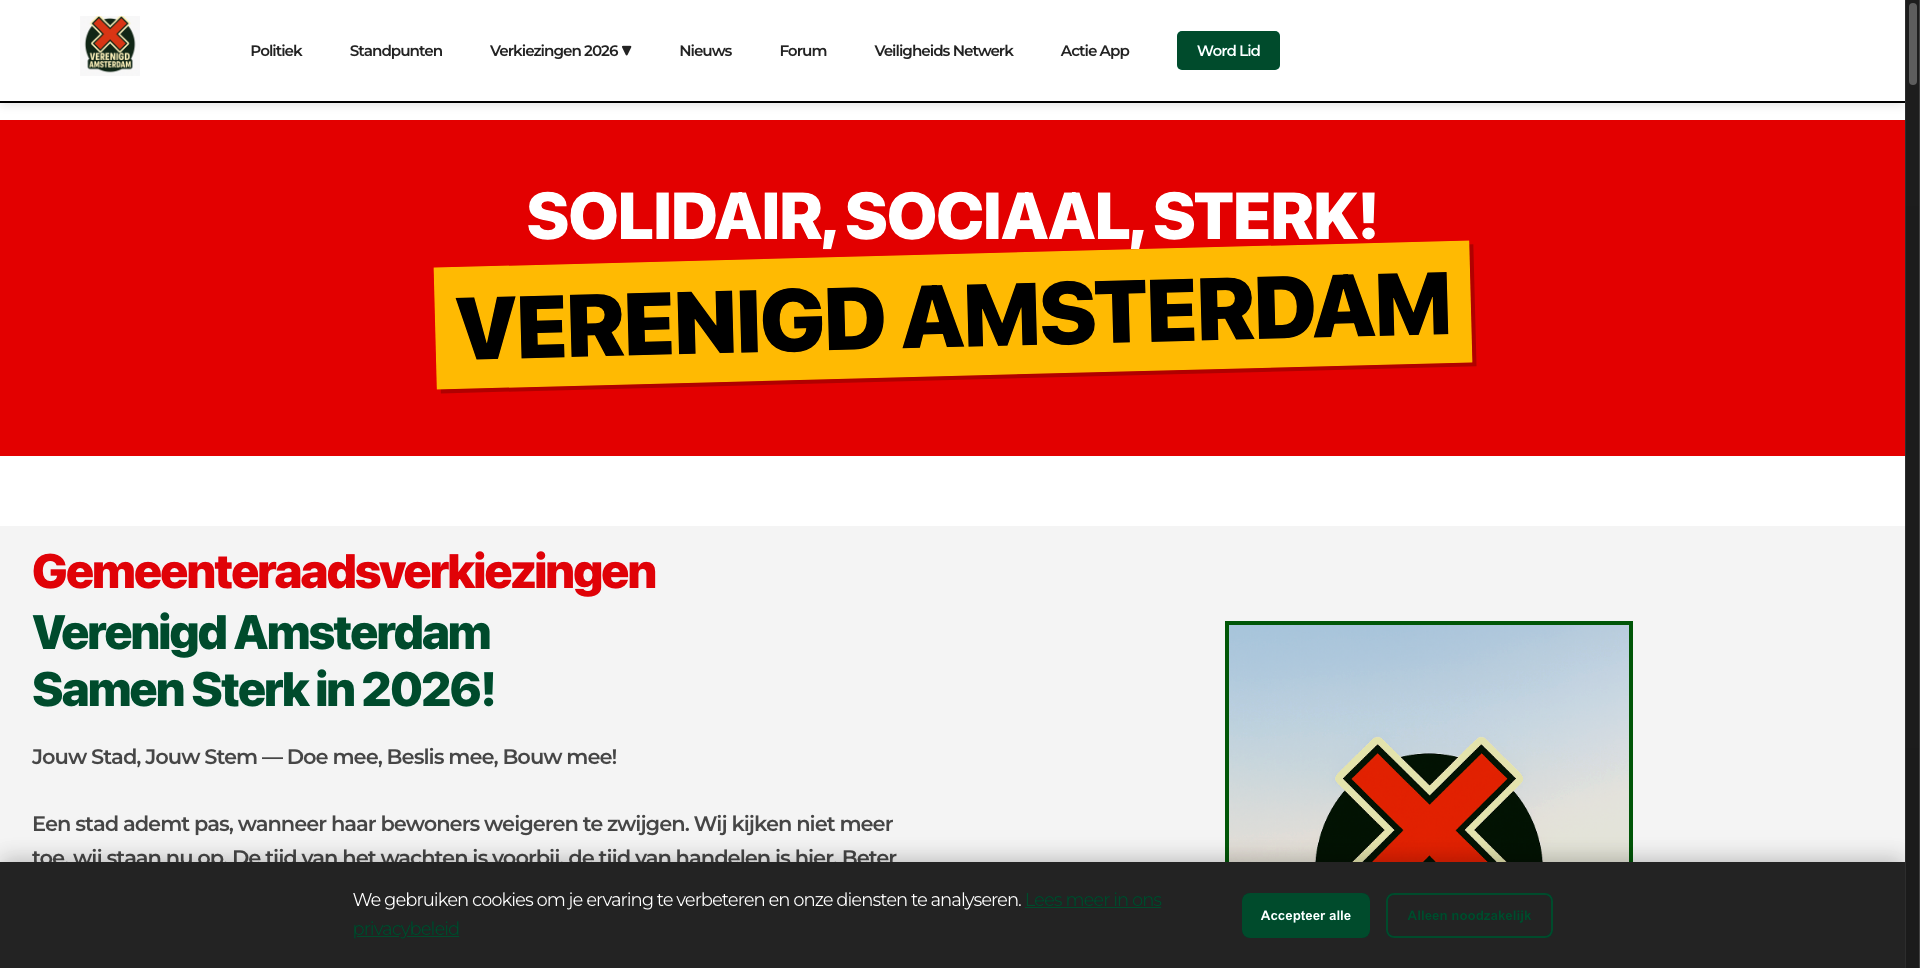 VERENIGD
AMSTERDAM
Politiek
Standpunten
Verkiezingen 2026 ▼
Nieuws
Forum
Veiligheids Netwerk
Actie App
Word Lid
SOLIDAIR, SOCIAAL, STERK!
VERENIGD AMSTERDAM
Gemeenteraadsverkiezingen
Verenigd Amsterdam
Samen Sterk in 2026!
Jouw Stad, Jouw Stem — Doe mee, Beslis mee, Bouw mee!
Een stad ademt pas, wanneer haar bewoners weigeren te zwijgen. Wij kijken niet meer
toe, wij staan nu op. De tijd van het wachten is voorbij, de tijd van handelen is hier. Beter
We gebruiken cookies om je ervaring te verbeteren en onze diensten te analyseren. Lees meer in ons
privacybeleid
Accepteer alle
Alleen noodzakelijk